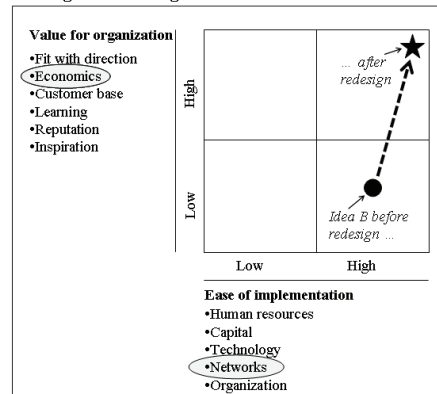 Value for organization
•Fit with direction
•Economics
•Customer base
•Learning
•Reputation
•Inspiration
High
Low
... after
redesign
Idea B before
redesign ...
Low
High
Ease of implementation
•Human resources
•Capital
•Technology
•Networks
•Organization